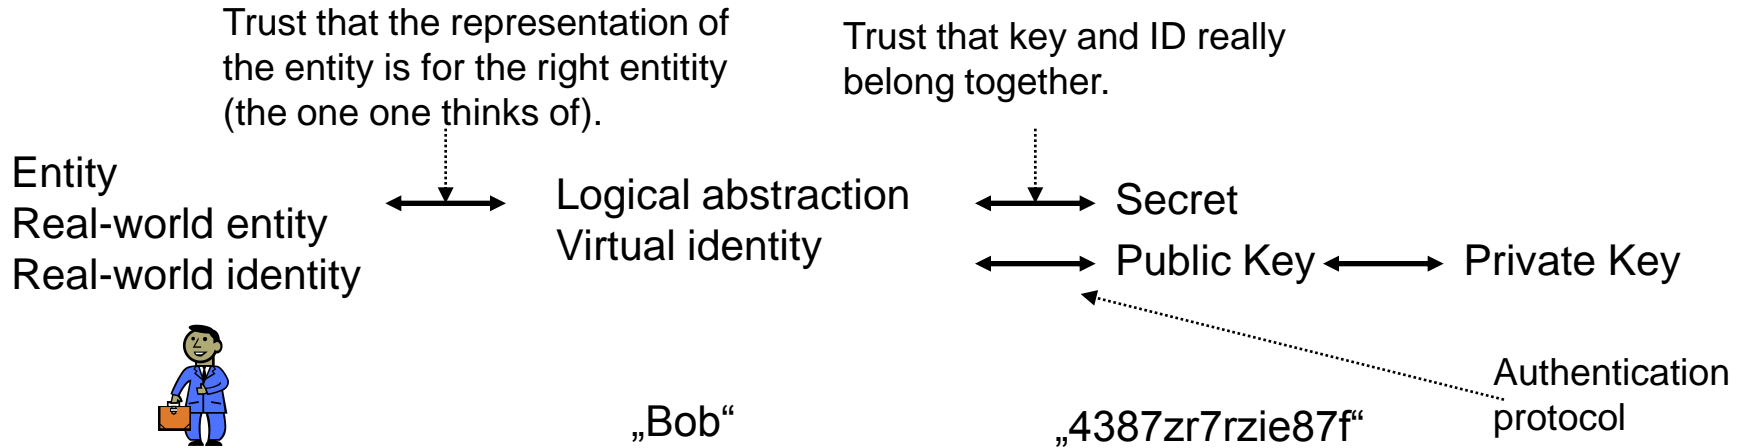 Trust that the representation of
the entity is for the right entitity
(the one one thinks of).
Trust that key and ID really
belong together.
Entity
Real-world entity
Real-world identity
Logical abstraction
Virtual identity
Secret
Public Key
Private Key
Authentication
protocol
„Bob“
„4387zr7rzie87f“